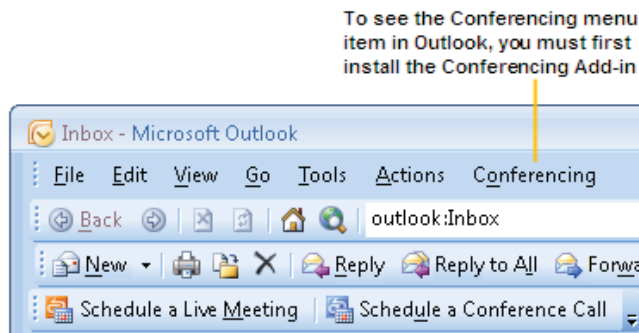 To see the Conferencing menu
item in Outlook, you must first
install the Conferencing Add-in
Inbox - Microsoft Outlook
File Edit View Go Tools Actions Conferencing
Back outlook:Inbox
New Reply Reply to All Forwa
Schedule a Live Meeting Schedule a Conference Call